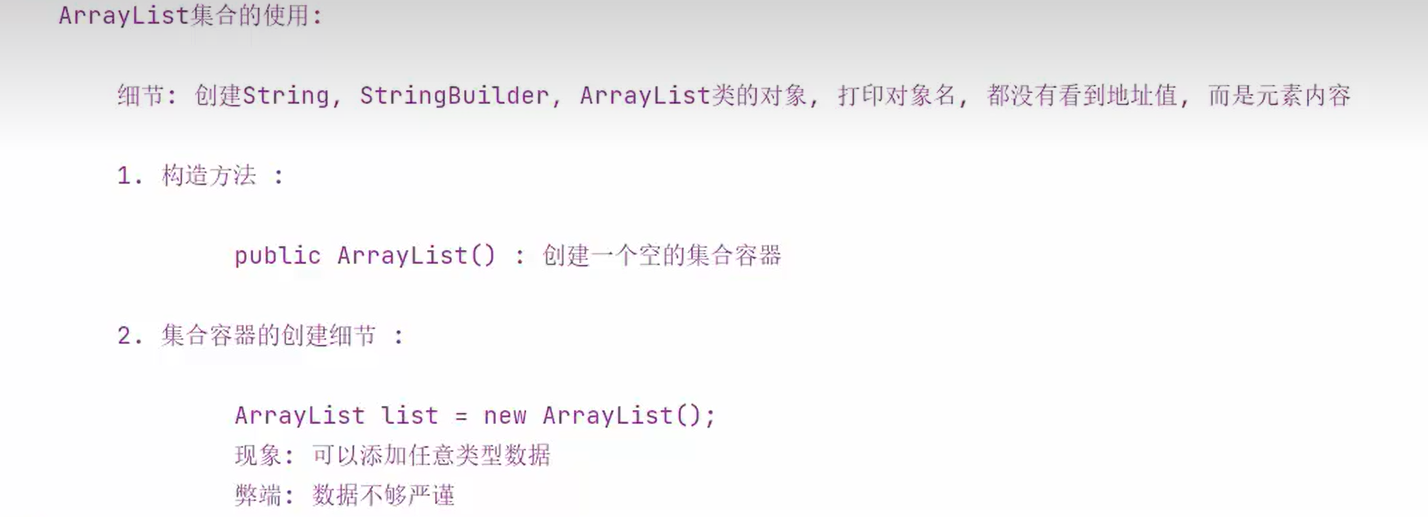 ArrayList集合的使用:
细节: 创建String, StringBuilder, ArrayList类的对象, 打印对象名, 都没有看到地址值, 而是元素内容
1. 构造方法 :
public ArrayList() : 创建一个空的集合容器
2. 集合容器的创建细节 :
ArrayList list = new ArrayList();
现象: 可以添加任意类型数据
弊端: 数据不够严谨